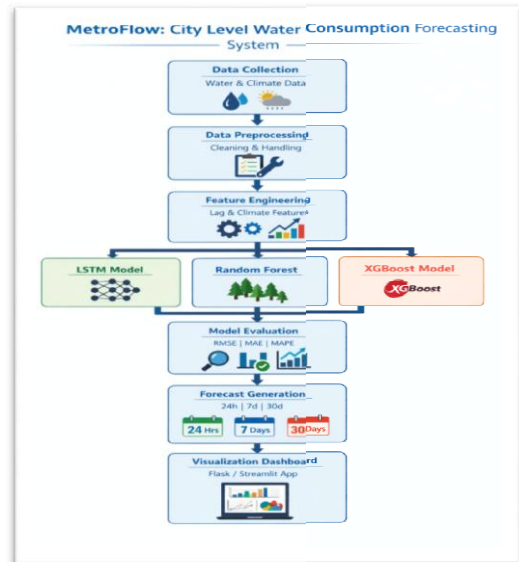 MetroFlow: City Level Water Consumption Forecasting
System
Data Collection
Water & Climate Data
Data Preprocessing
Cleaning & Handling
Feature Engineering
Lag & Climate Features
LSTM Model
Random Forest
XGBoost Model
XGBoost
Model Evaluation
RMSE | MAE | MAPE
Forecast Generation
24h | 7d | 30d
24 Hrs
7 Days
30 Days
Visualization Dashboard
Flask / Streamlit App